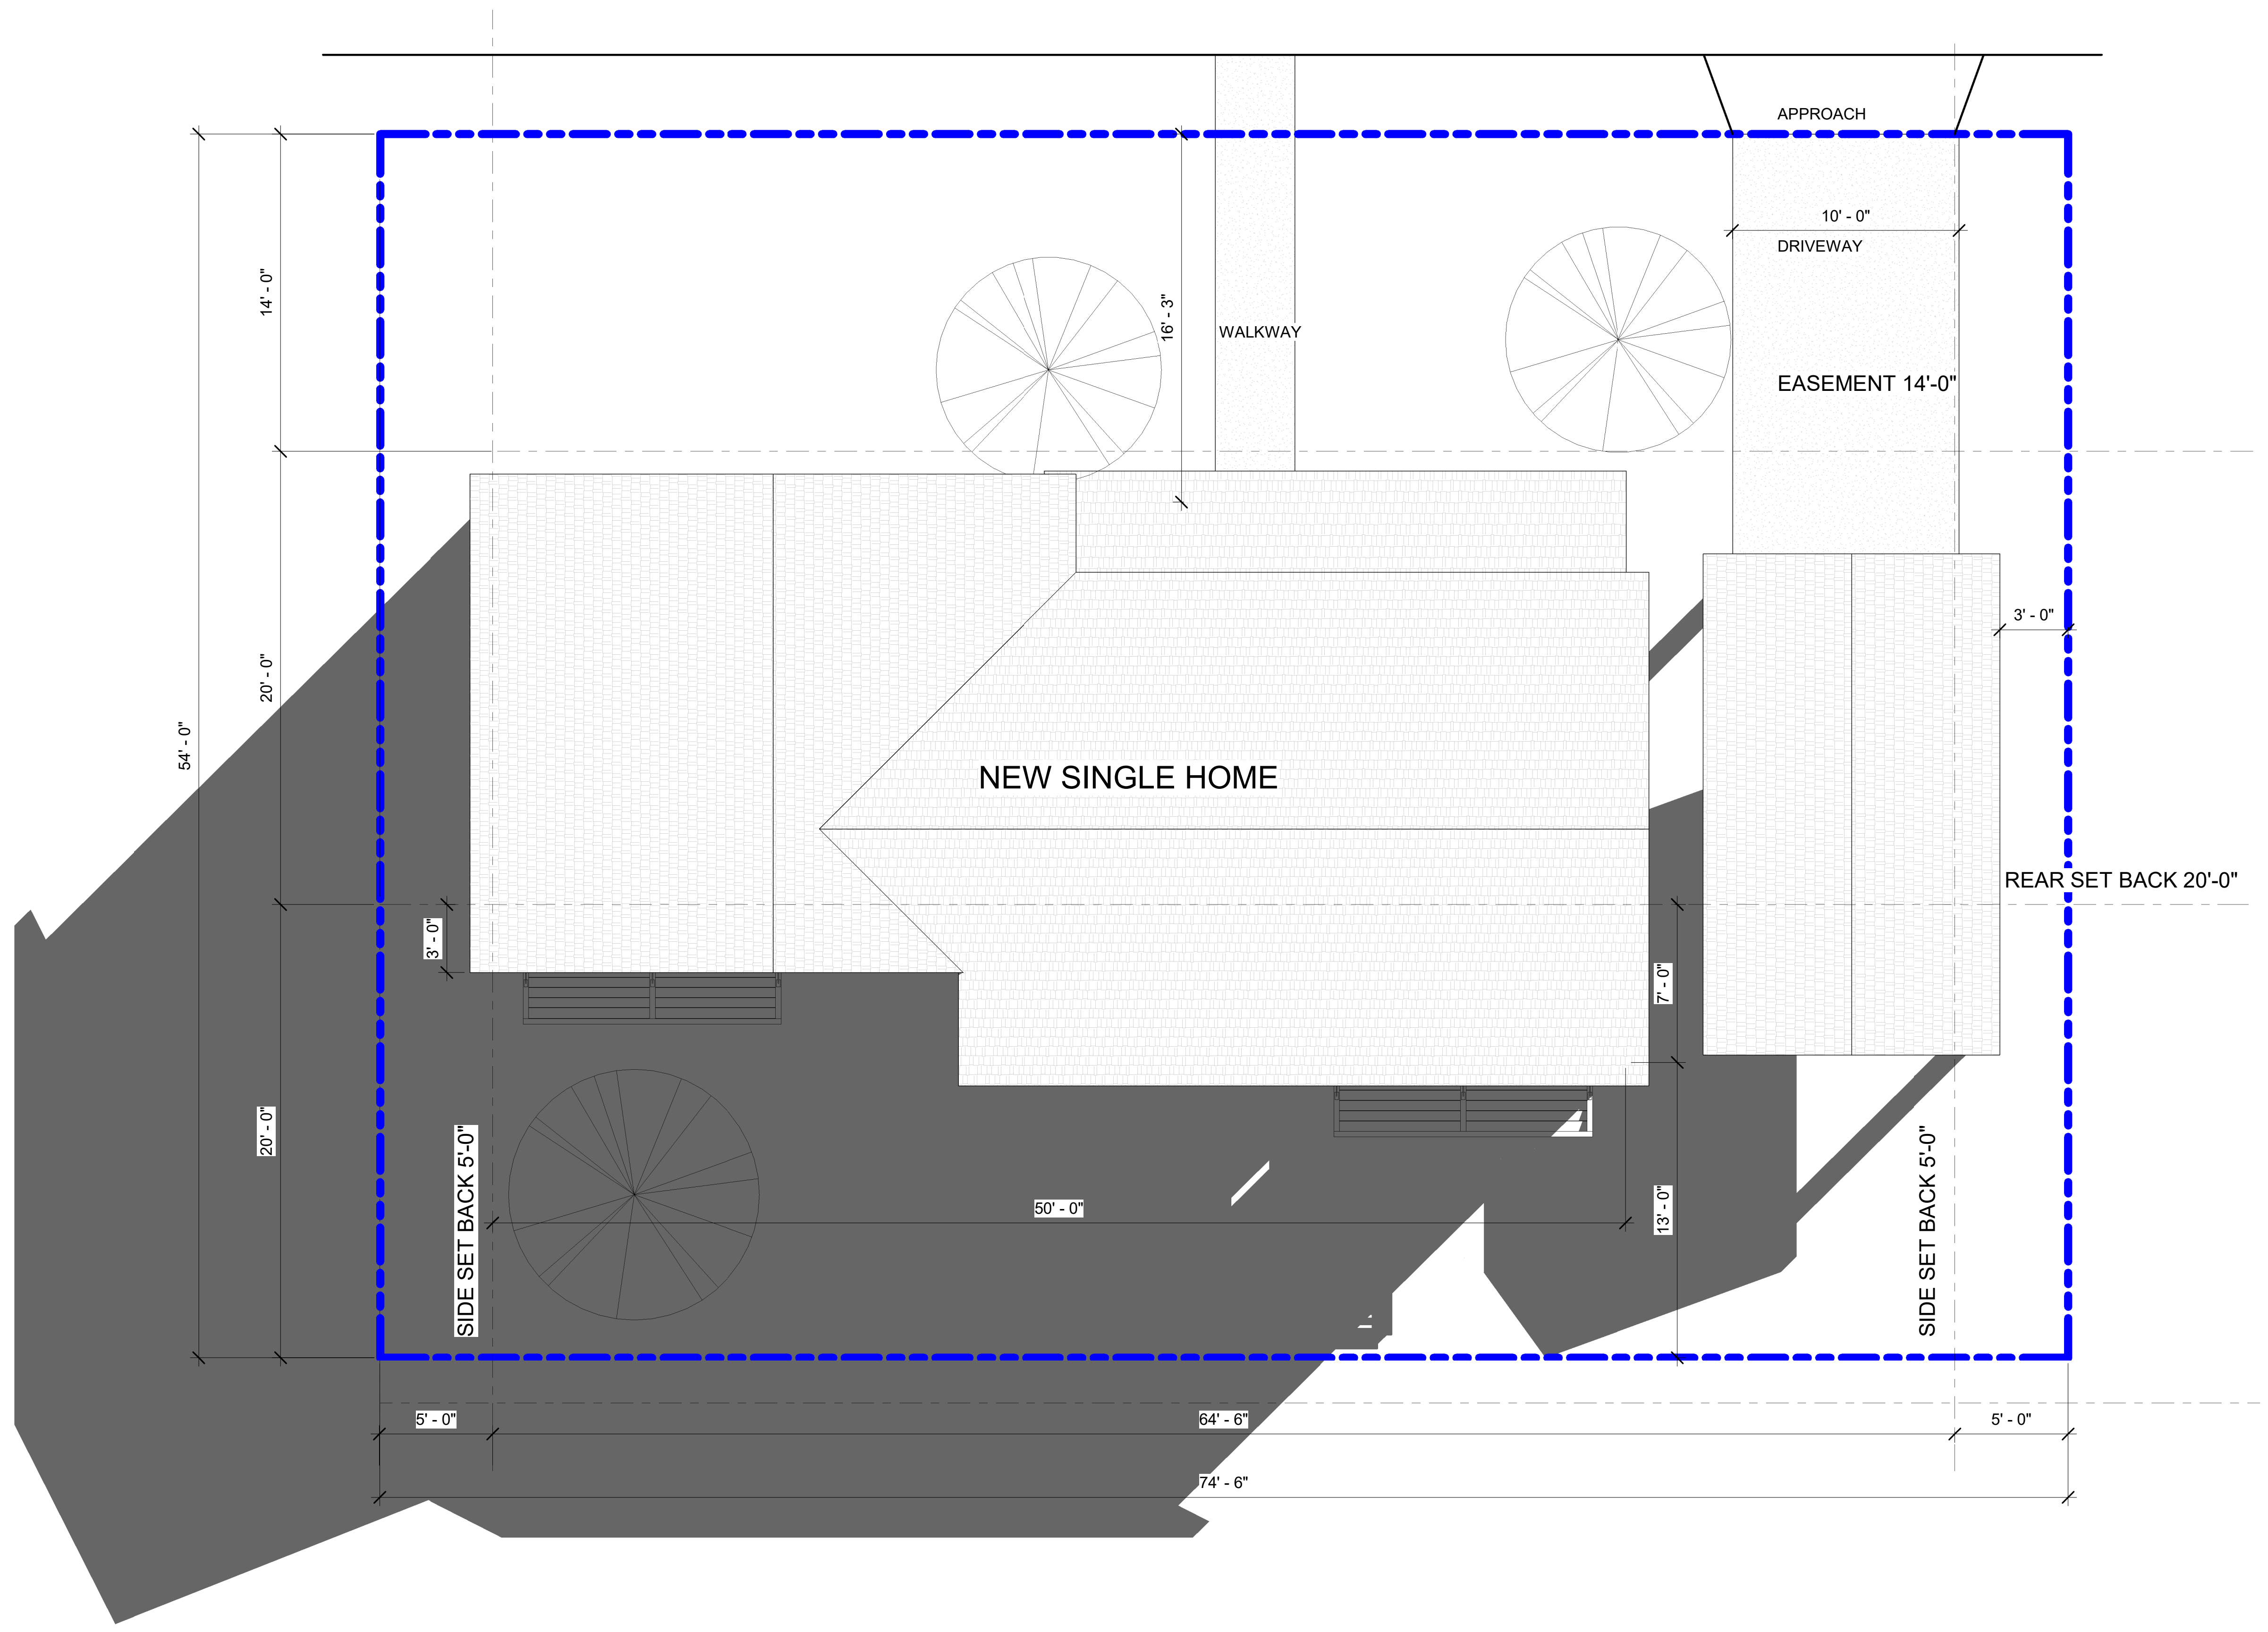 APPROACH
10' - 0"
DRIVEWAY
14' - 0"
16' - 3"
WALKWAY
EASEMENT 14'-0"
3' - 0"
20' - 0"
54' - 0"
NEW SINGLE HOME
REAR SET BACK 20'-0"
3' - 0"
7' - 0"
20' - 0"
SIDE SET BACK 5'-0"
50' - 0"
13' - 0"
SIDE SET BACK 5'-0"
5' - 0"
64' - 6"
5' - 0"
74' - 6"